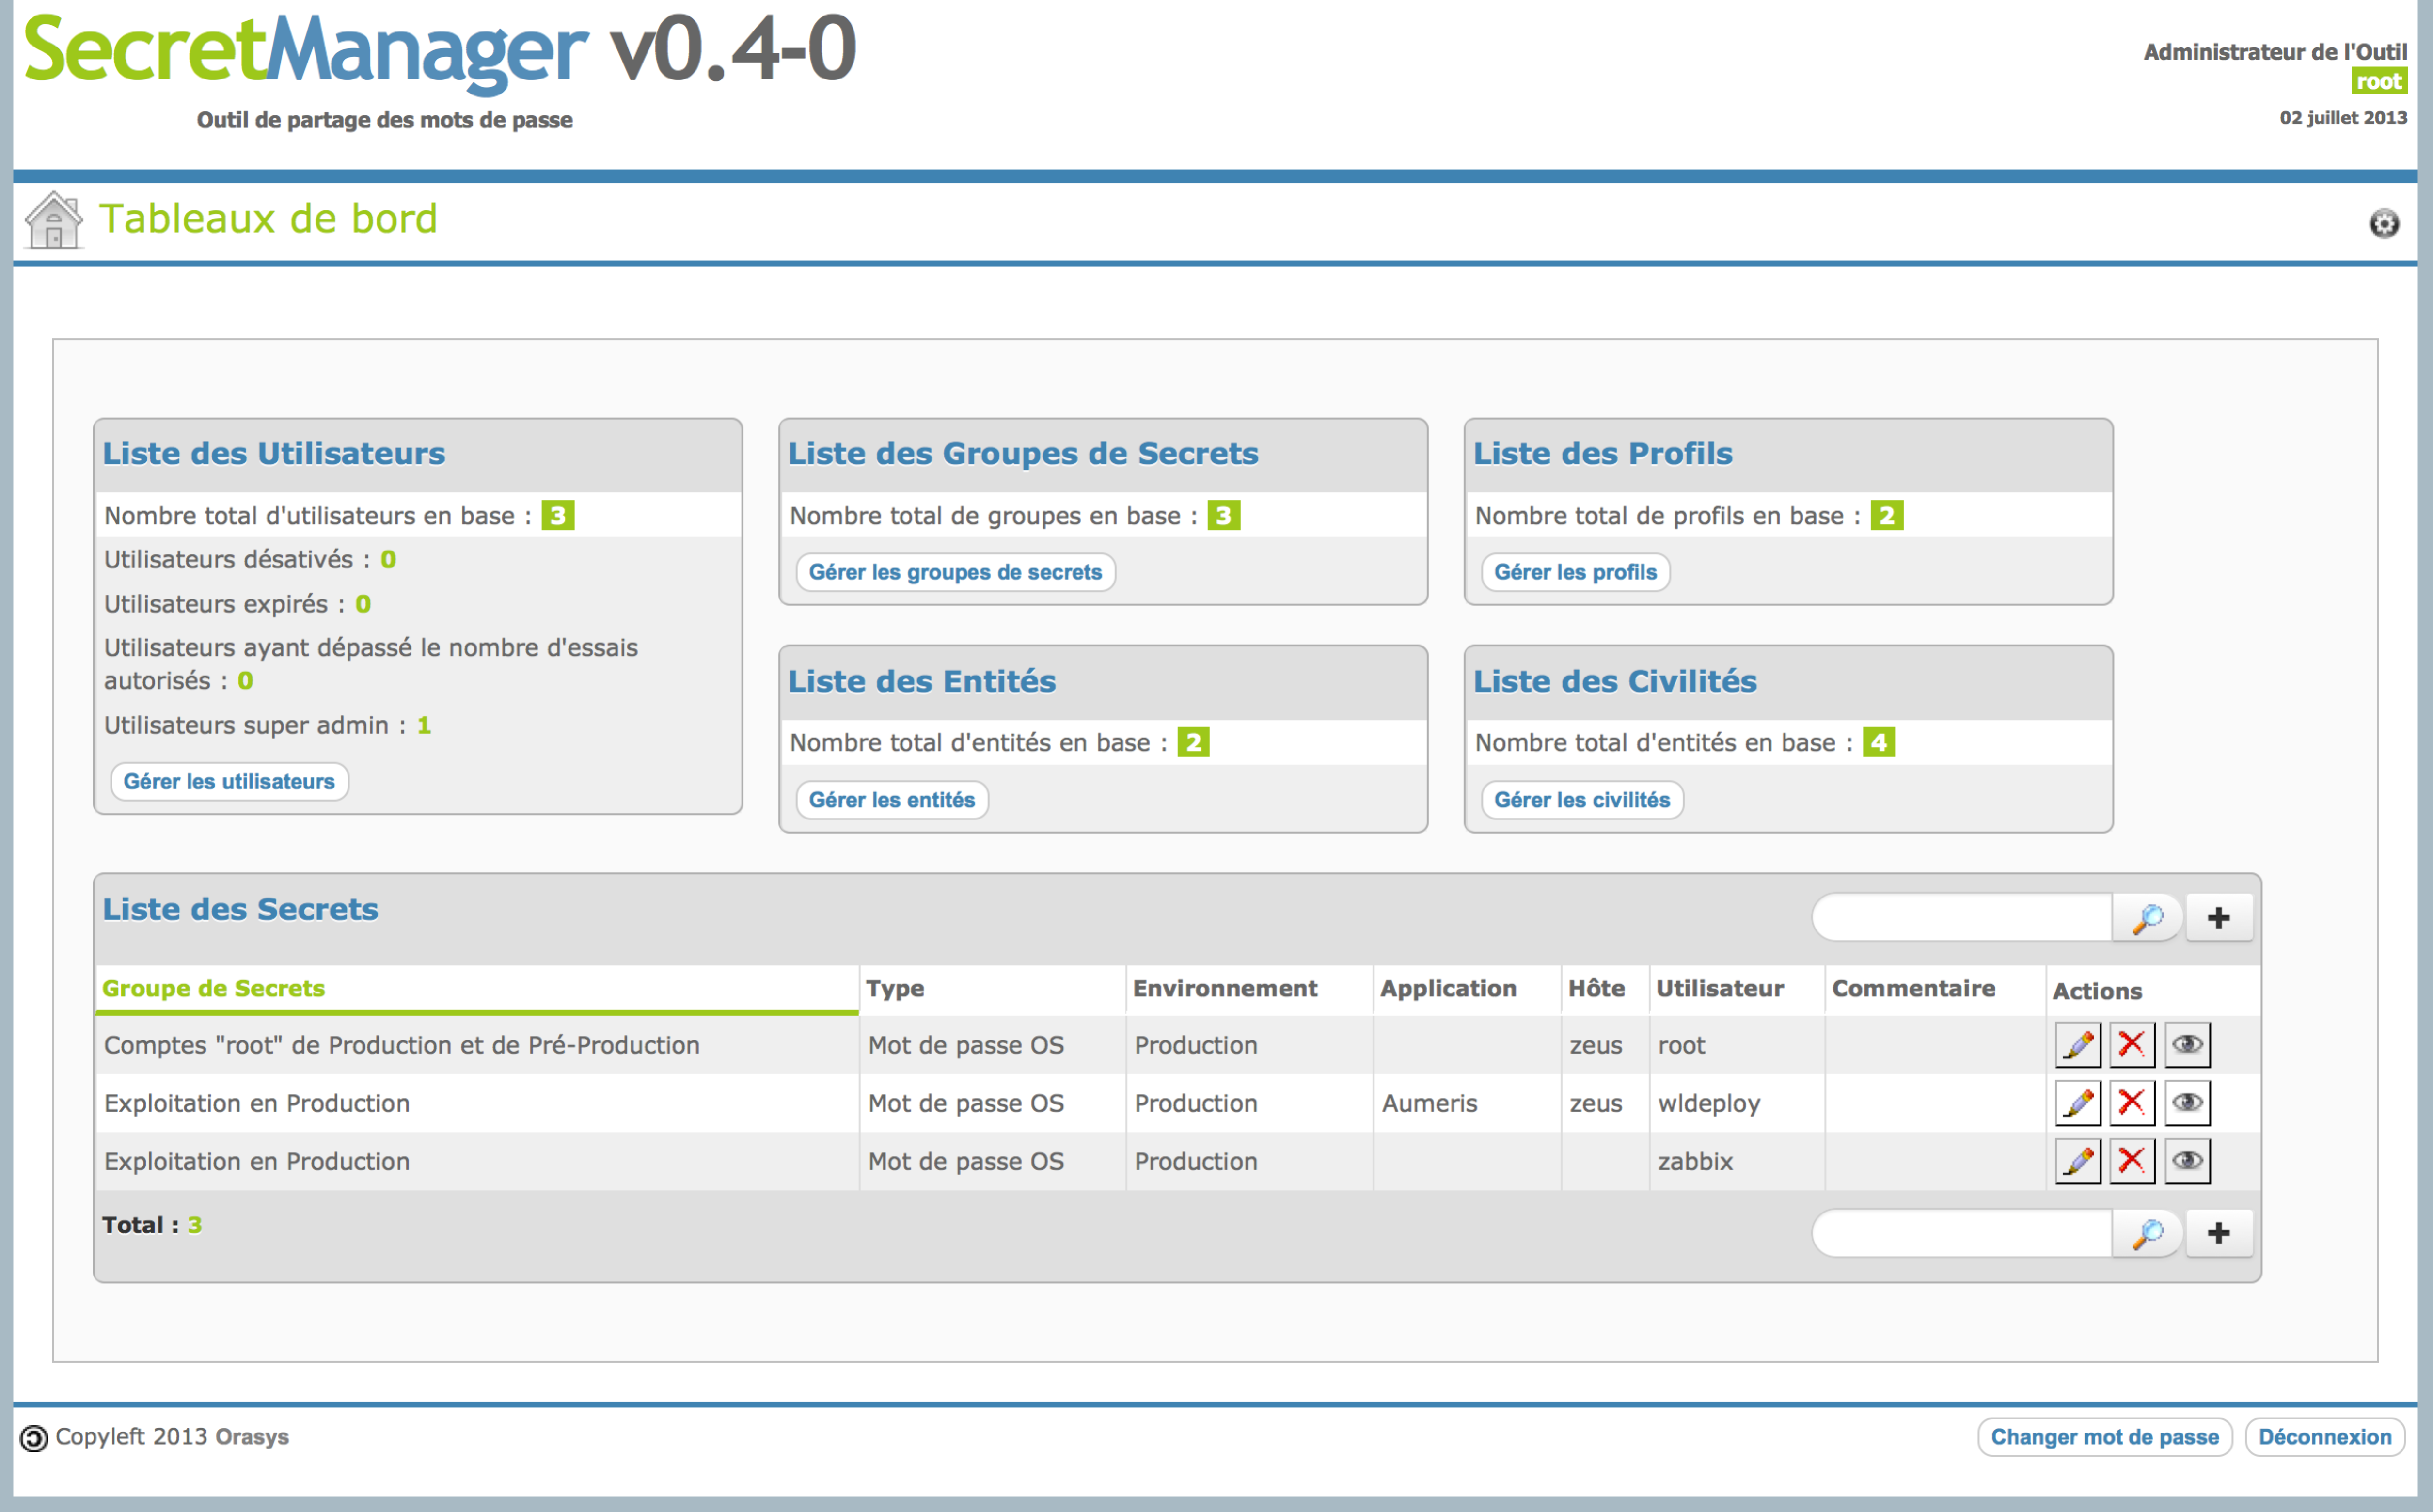 SecretManager v0.4-0
Outil de partage des mots de passe
Administrateur de l'Outil
root
02 juillet 2013
Tableaux de bord
Liste des Utilisateurs
Nombre total d'utilisateurs en base : 3
Utilisateurs désativés : 0
Utilisateurs expirés : 0
Utilisateurs ayant dépassé le nombre d'essais
autorisés : 0
Utilisateurs super admin : 1
Gérer les utilisateurs
Liste des Groupes de Secrets
Nombre total de groupes en base : 3
Gérer les groupes de secrets
Liste des Profils
Nombre total de profils en base : 2
Gérer les profils
Liste des Entités
Nombre total d'entités en base : 2
Gérer les entités
Liste des Civilités
Nombre total d'entités en base : 4
Gérer les civilités
Liste des Secrets
Groupe de Secrets Type Environnement Application Hôte Utilisateur Commentaire Actions
Comptes "root" de Production et de Pré-Production Mot de passe OS Production zeus root
Exploitation en Production Mot de passe OS Production Aumeris zeus wldeploy
Exploitation en Production Mot de passe OS Production zabbix
Total : 3
Copyleft 2013 Orasys
Changer mot de passe
Déconnexion